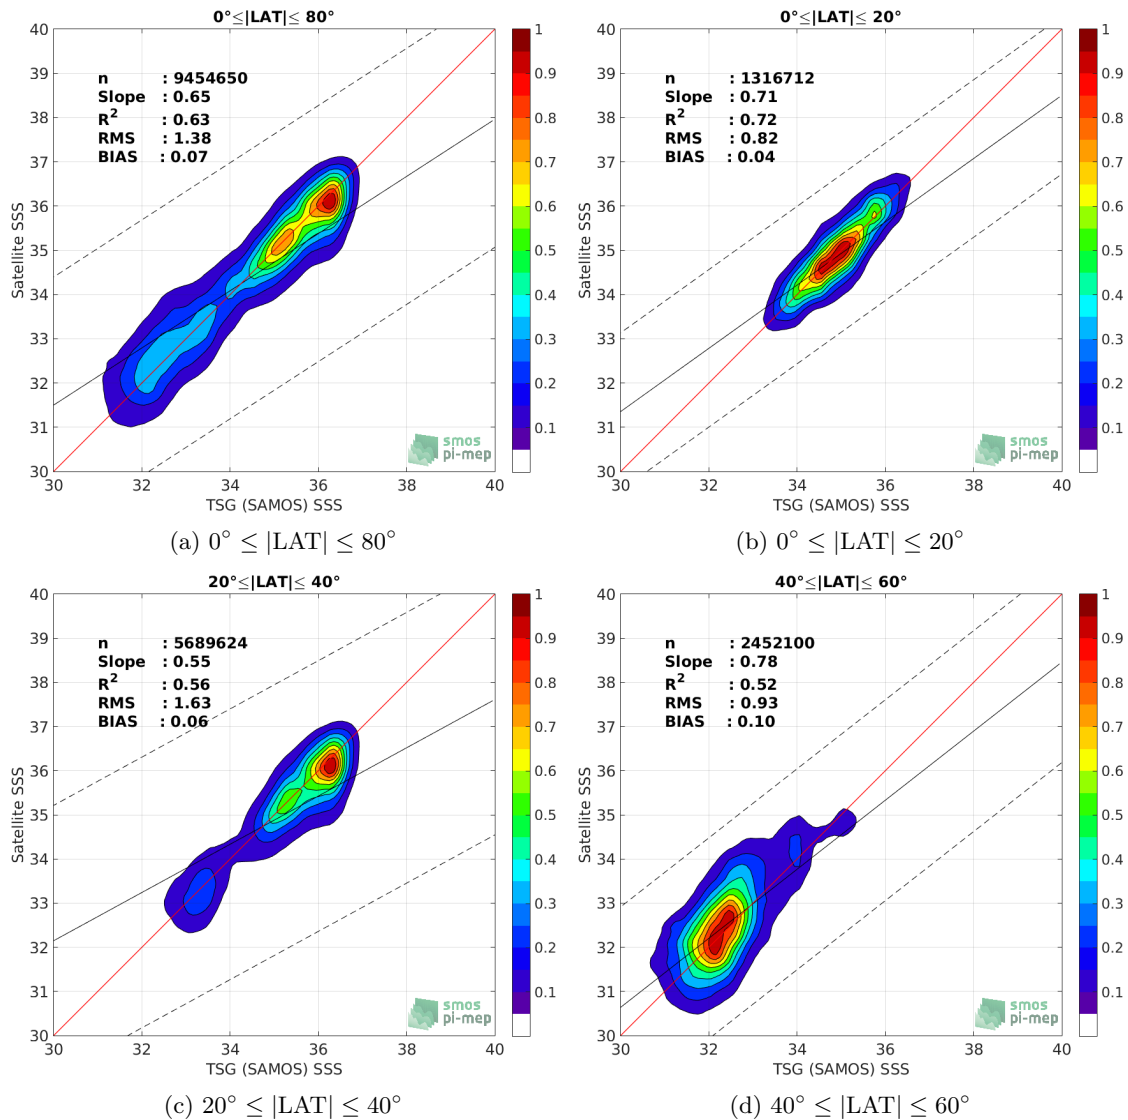 0°≤|LAT|≤ 80°
40
39
38
37
36
35
34
33
32
31
30
30
32
34
36
38
40
Satellite SSS
TSG (SAMOS) SSS
n : 9454650
Slope : 0.65
R² : 0.63
RMS : 1.38
BIAS : 0.07
1
0.9
0.8
0.7
0.6
0.5
0.4
0.3
0.2
0.1
smos
pi-mep
(a) 0° ≤ |LAT| ≤ 80°
0°≤|LAT|≤ 20°
40
39
38
37
36
35
34
33
32
31
30
30
32
34
36
38
40
Satellite SSS
TSG (SAMOS) SSS
n : 1316712
Slope : 0.71
R² : 0.72
RMS : 0.82
BIAS : 0.04
1
0.9
0.8
0.7
0.6
0.5
0.4
0.3
0.2
0.1
smos
pi-mep
(b) 0° ≤ |LAT| ≤ 20°
20°≤|LAT|≤ 40°
40
39
38
37
36
35
34
33
32
31
30
30
32
34
36
38
40
Satellite SSS
TSG (SAMOS) SSS
n : 5689624
Slope : 0.55
R² : 0.56
RMS : 1.63
BIAS : 0.06
1
0.9
0.8
0.7
0.6
0.5
0.4
0.3
0.2
0.1
smos
pi-mep
(c) 20° ≤ |LAT| ≤ 40°
40°≤|LAT|≤ 60°
40
39
38
37
36
35
34
33
32
31
30
30
32
34
36
38
40
Satellite SSS
TSG (SAMOS) SSS
n : 2452100
Slope : 0.78
R² : 0.52
RMS : 0.93
BIAS : 0.10
1
0.9
0.8
0.7
0.6
0.5
0.4
0.3
0.2
0.1
smos
pi-mep
(d) 40° ≤ |LAT| ≤ 60°